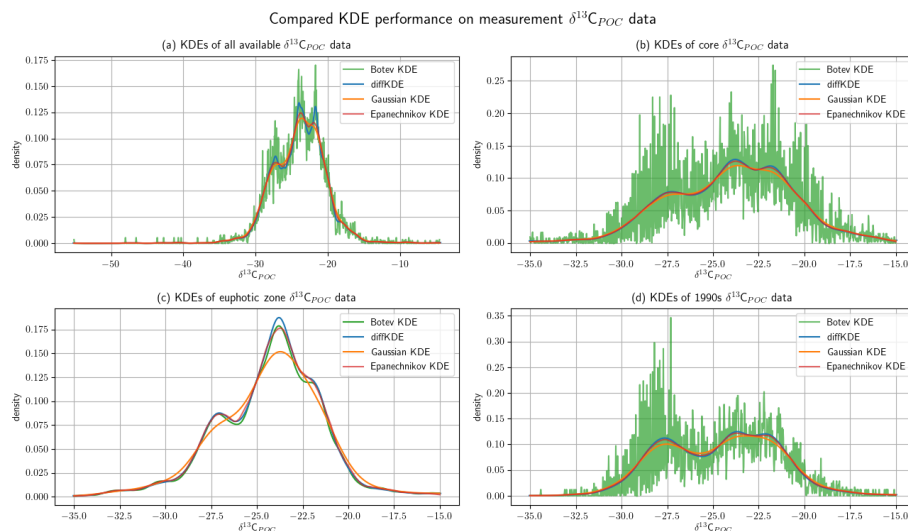 Compared KDE performance on measurement δ¹³C_POC data
(a) KDEs of all available δ¹³C_POC data
0.175
0.150
0.125
0.100
0.075
0.050
0.025
0.000
density
Botev KDE
diffKDE
Gaussian KDE
Epanechnikov KDE
−50 −40 −30 −20 −10
δ¹³C_POC
(b) KDEs of core δ¹³C_POC data
0.25
0.20
0.15
0.10
0.05
0.00
density
Botev KDE
diffKDE
Gaussian KDE
Epanechnikov KDE
−35.0 −32.5 −30.0 −27.5 −25.0 −22.5 −20.0 −17.5 −15.0
δ¹³C_POC
(c) KDEs of euphotic zone δ¹³C_POC data
0.175
0.150
0.125
0.100
0.075
0.050
0.025
0.000
density
Botev KDE
diffKDE
Gaussian KDE
Epanechnikov KDE
−35.0 −32.5 −30.0 −27.5 −25.0 −22.5 −20.0 −17.5 −15.0
δ¹³C_POC
(d) KDEs of 1990s δ¹³C_POC data
0.35
0.30
0.25
0.20
0.15
0.10
0.05
0.00
density
Botev KDE
diffKDE
Gaussian KDE
Epanechnikov KDE
−35.0 −32.5 −30.0 −27.5 −25.0 −22.5 −20.0 −17.5 −15.0
δ¹³C_POC